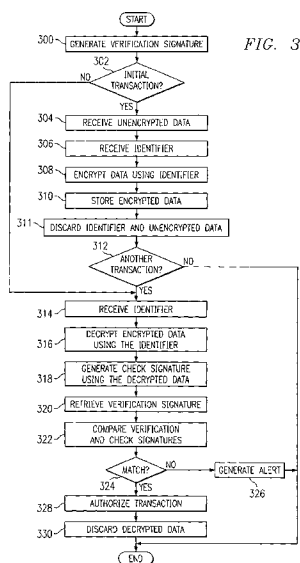 START
FIG. 3
300
GENERATE VERIFICATION SIGNATURE
302
NO
INITIAL
TRANSACTION?
YES
304
RECEIVE UNENCRYPTED DATA
306
RECEIVE IDENTIFIER
308
ENCRYPT DATA USING IDENTIFIER
310
STORE ENCRYPTED DATA
311
DISCARD IDENTIFIER AND UNENCRYPTED DATA
312
ANOTHER
TRANSACTION?
NO
YES
314
RECEIVE IDENTIFIER
316
DECRYPT ENCRYPTED DATA
USING THE IDENTIFIER
318
GENERATE CHECK SIGNATURE
USING THE DECRYPTED DATA
320
RETRIEVE VERIFICATION SIGNATURE
322
COMPARE VERIFICATION
AND CHECK SIGNATURES
MATCH?
NO
GENERATE ALERT
324
YES
326
328
AUTHORIZE TRANSACTION
330
DISCARD DECRYPTED DATA
END